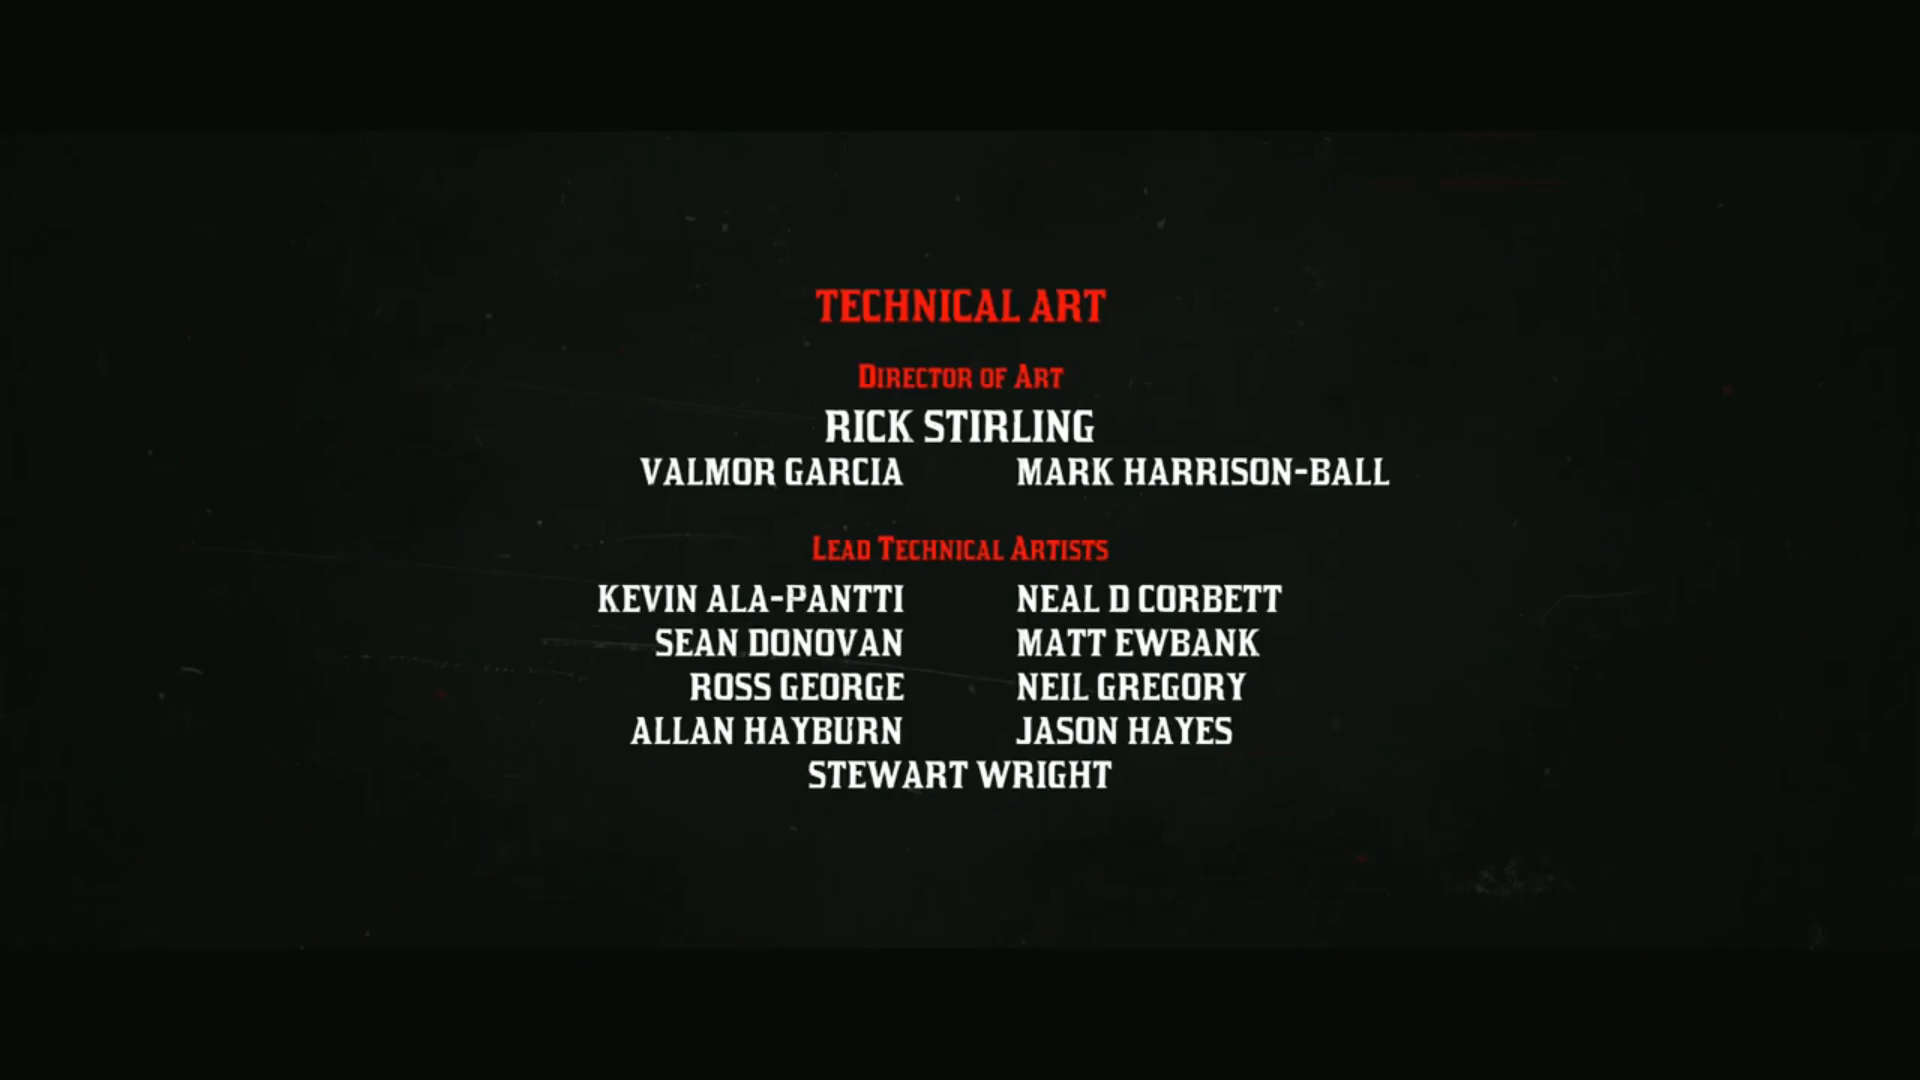 TECHNICAL ART
DIRECTOR OF ART
RICK STIRLING
VALMOR GARCIA MARK HARRISON-BALL
LEAD TECHNICAL ARTISTS
KEVIN ALA-PANTTI NEAL D CORBETT
SEAN DONOVAN MATT EWBANK
ROSS GEORGE NEIL GREGORY
ALLAN HAYBURN JASON HAYES
STEWART WRIGHT